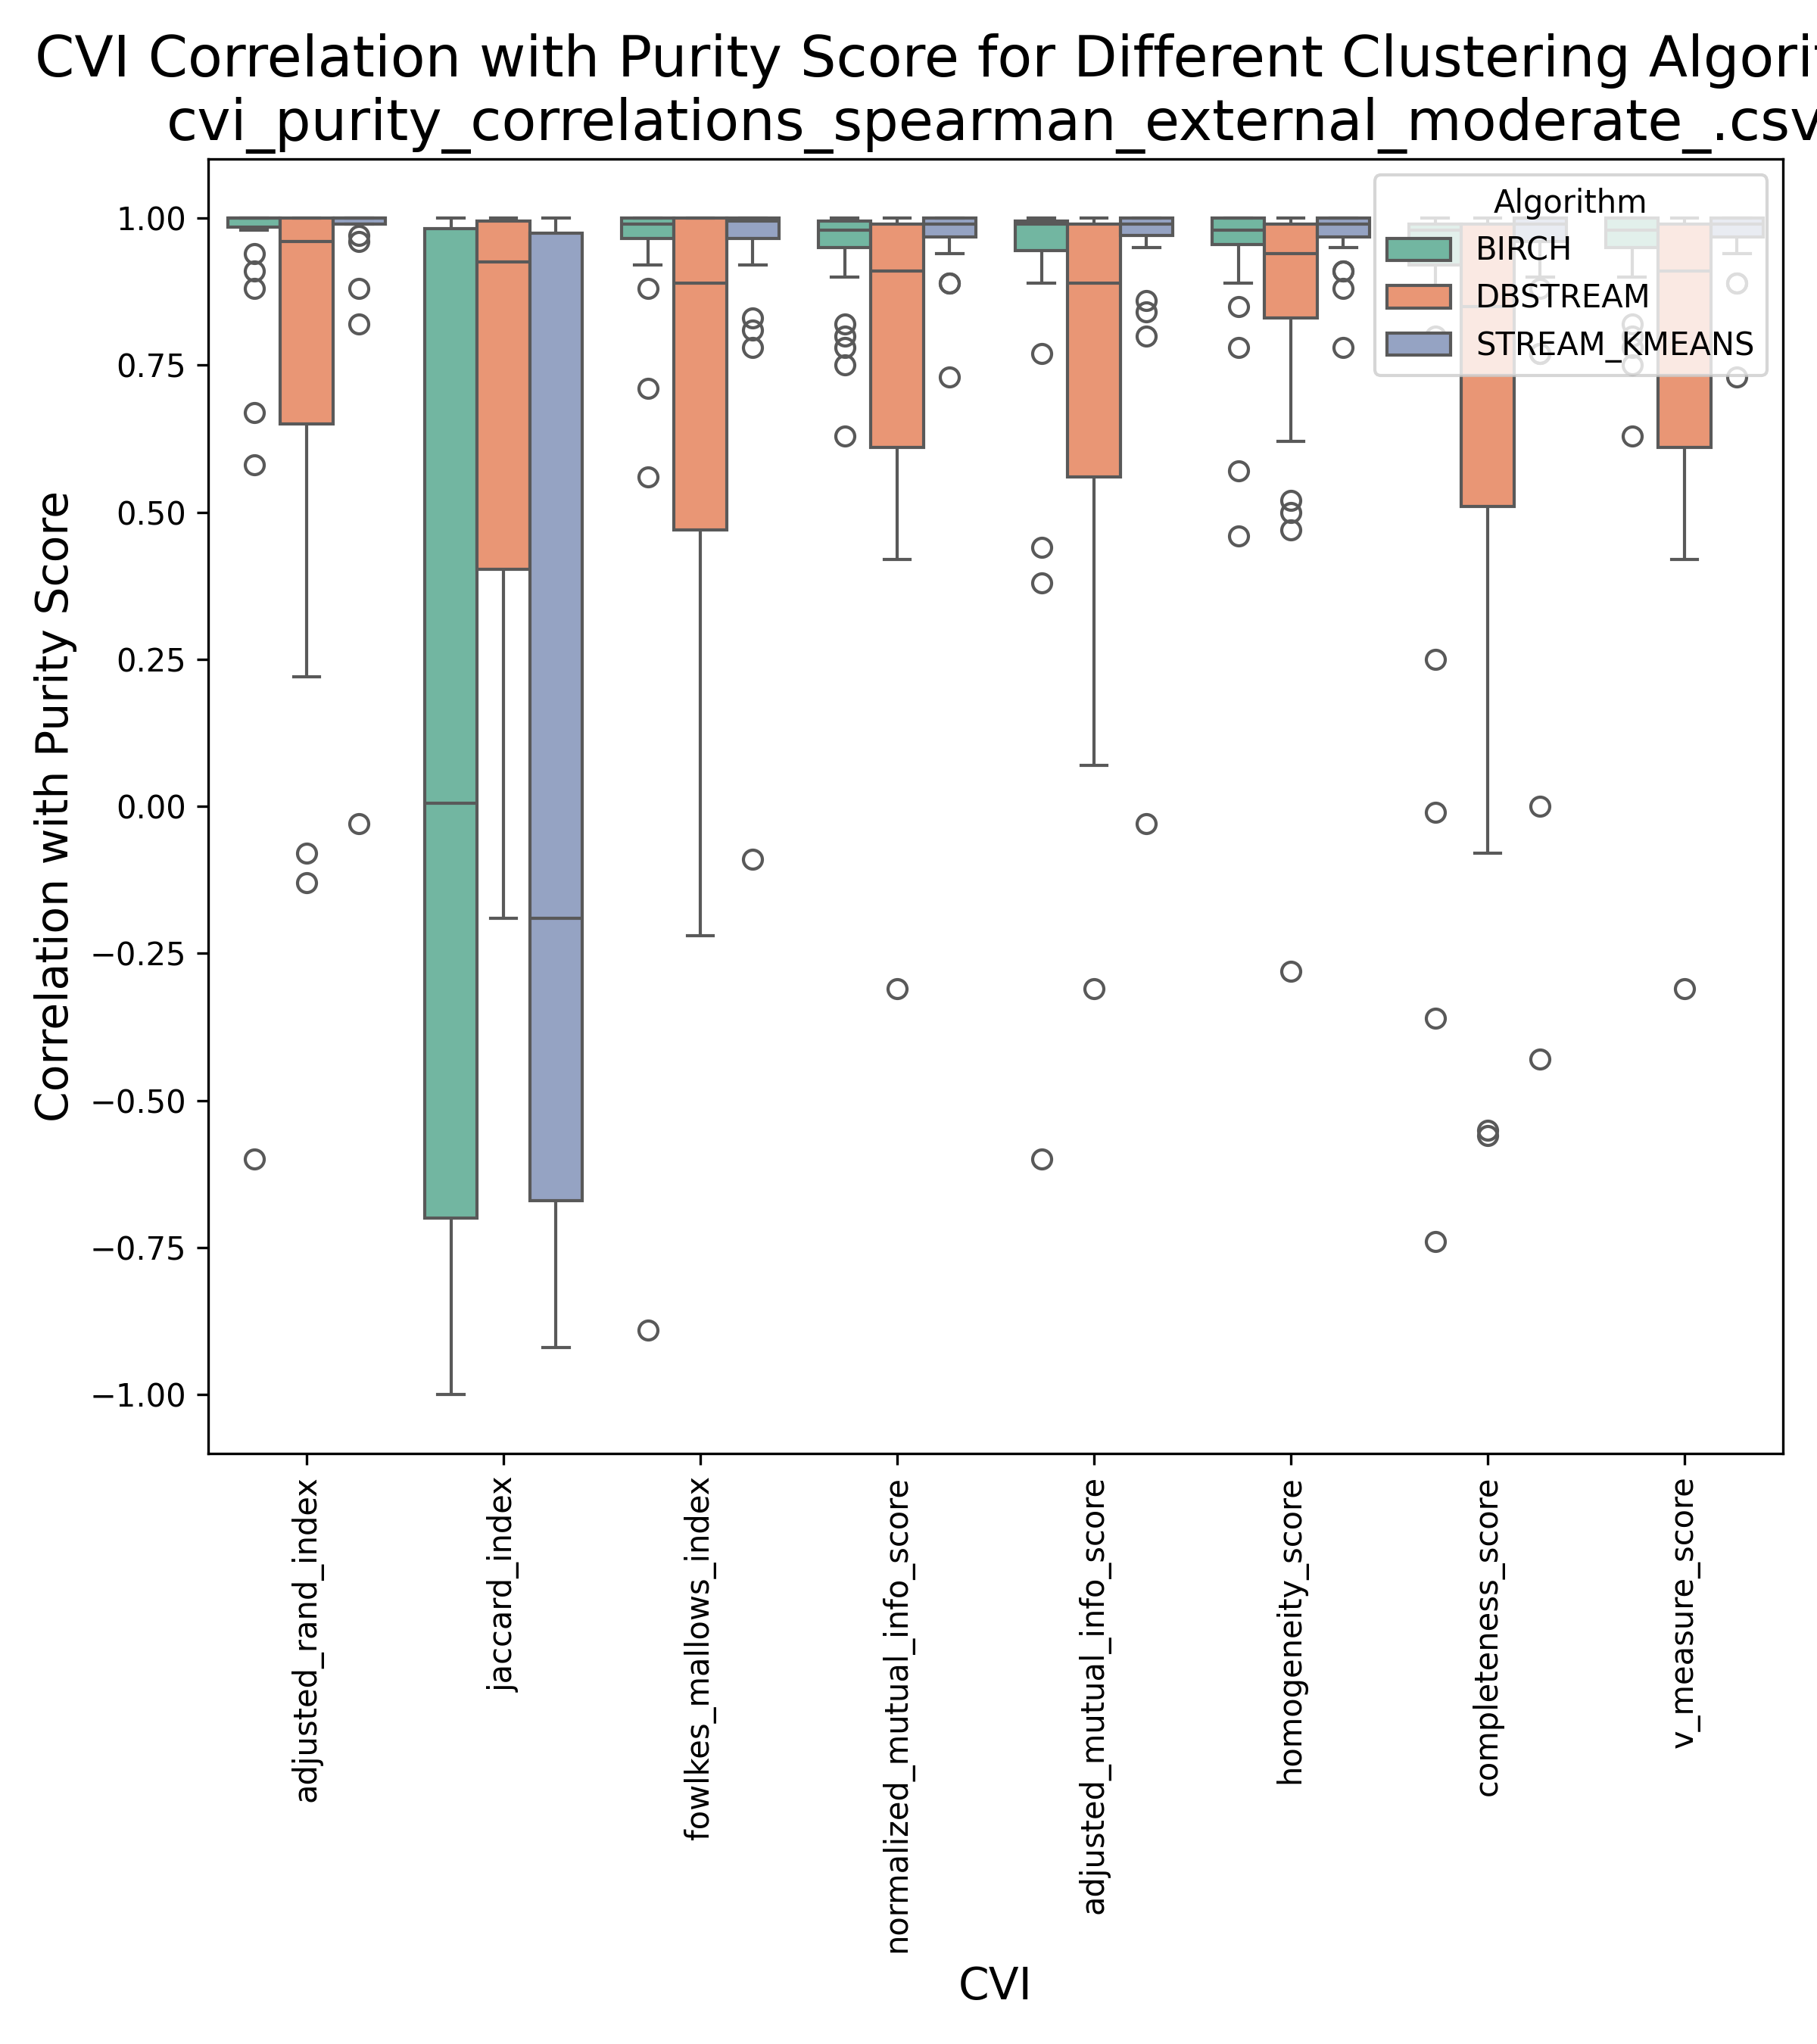 CVI Correlation with Purity Score for Different Clustering Algori
cvi_purity_correlations_spearman_external_moderate_.csv
Algorithm
BIRCH
DBSTREAM
STREAM_KMEANS
Correlation with Purity Score
1.00
0.75
0.50
0.25
0.00
−0.25
−0.50
−0.75
−1.00
adjusted_rand_index
jaccard_index
fowlkes_mallows_index
normalized_mutual_info_score
adjusted_mutual_info_score
homogeneity_score
completeness_score
v_measure_score
CVI